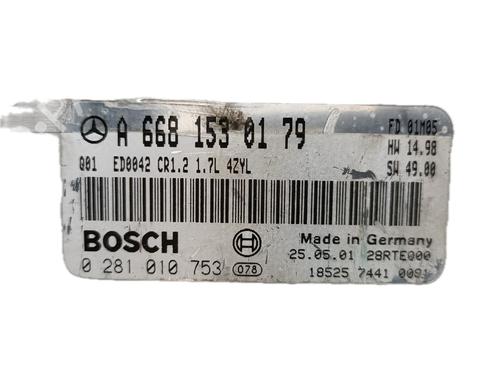 A 668 153 01 79
FD 01M05
HW 14.98
Q01 ED0042 CR1.2 1.7L 4ZYL
SW 49.00
BOSCH
Made in Germany
0 281 010 753 078
25.05.01 28RTE000
18525 7441 0091